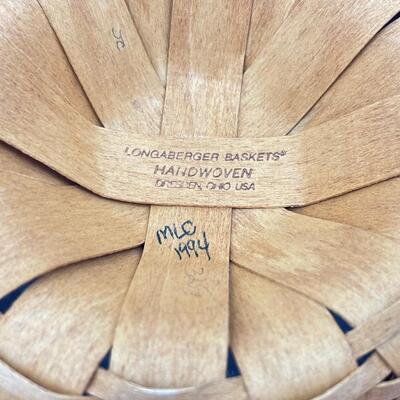 LONGABERGER BASKETS®
HANDWOVEN
DRESDEN, OHIO USA
MLC
1994